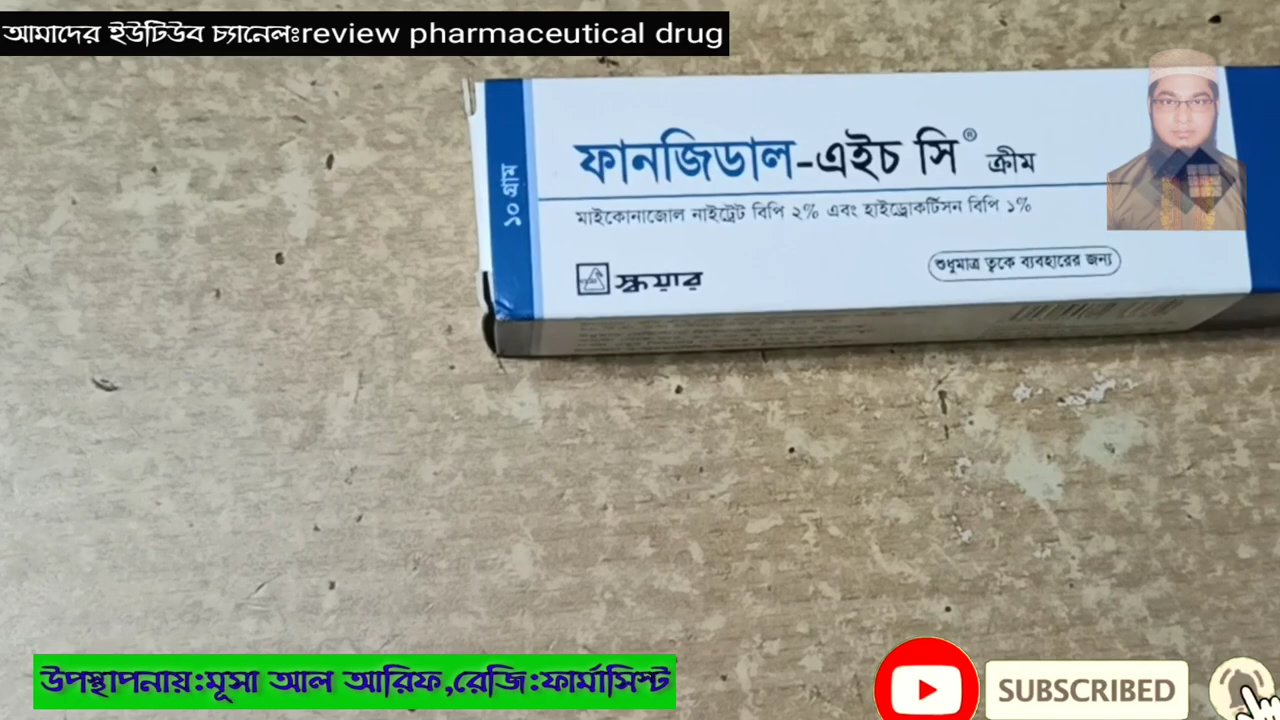 আমাদের ইউটিউব চ্যানেলঃreview pharmaceutical drug
১০ গ্রাম
ফানজিডাল-এইচ সি® ক্রীম
মাইকোনাজোল নাইট্রেট বিপি ২% এবং হাইড্রোকর্টিসন বিপি ১%
শুধুমাত্র ত্বকে ব্যবহারের জন্য
স্কয়ার
উপস্থাপনায়:মূসা আল আরিফ,রেজি:ফার্মাসিস্ট
SUBSCRIBED